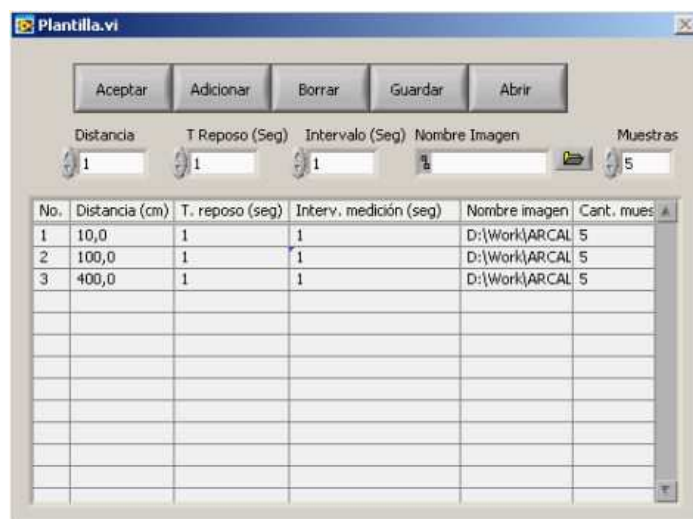 Plantilla.vi
Aceptar Adicionar Borrar Guardar Abrir
Distancia T Reposo (Seg) Intervalo (Seg) Nombre Imagen Muestras
1 1 1 5
No. Distancia (cm) T. reposo (seg) Interv. medición (seg) Nombre imagen Cant. mues
1 10,0 1 1 D:\Work\ARCAL 5
2 100,0 1 1 D:\Work\ARCAL 5
3 400,0 1 1 D:\Work\ARCAL 5